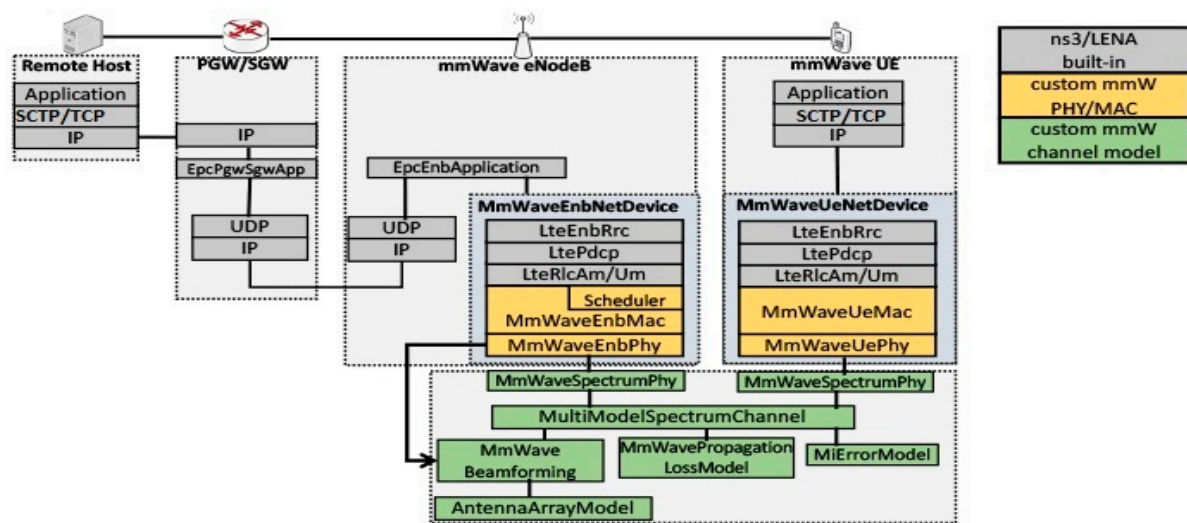 Remote Host
Application
SCTP/TCP
IP
PGW/SGW
IP
EpcPgwSgwApp
UDP
IP
mmWave eNodeB
EpcEnbApplication
UDP
IP
MmWaveEnbNetDevice
LteEnbRrc
LtePdcp
LteRlcAm/Um
Scheduler
MmWaveEnbMac
MmWaveEnbPhy
mmWave UE
Application
SCTP/TCP
IP
MmWaveUeNetDevice
LteEnbRrc
LtePdcp
LteRlcAm/Um
MmWaveUeMac
MmWaveUePhy
MmWaveSpectrumPhy
MmWaveSpectrumPhy
MultiModelSpectrumChannel
MmWave
Beamforming
MmWavePropagation
LossModel
MiErrorModel
AntennaArrayModel
ns3/LENA
built-in
custom mmW
PHY/MAC
custom mmW
channel model